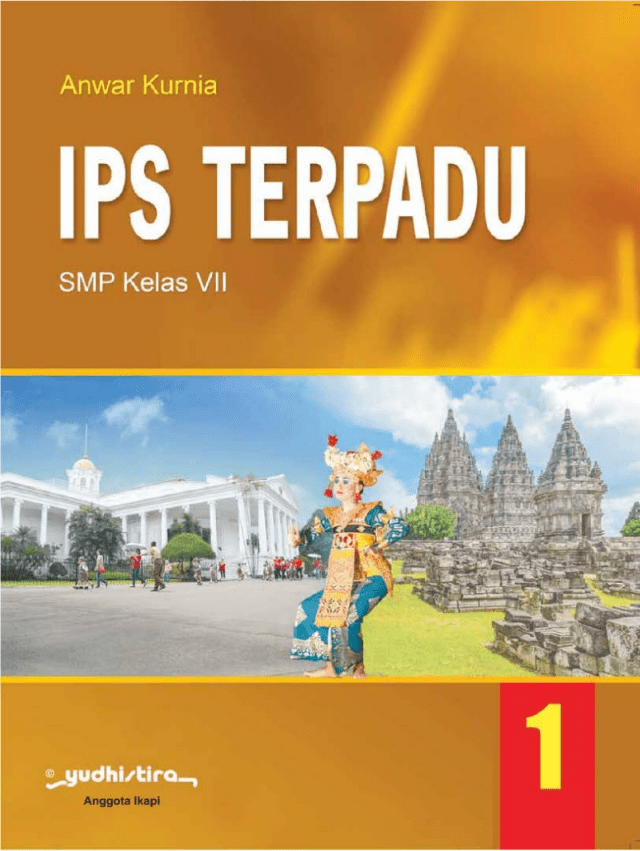 Anwar Kurnia
IPS TERPADU
SMP Kelas VII
1
© yudhistira
Anggota Ikapi